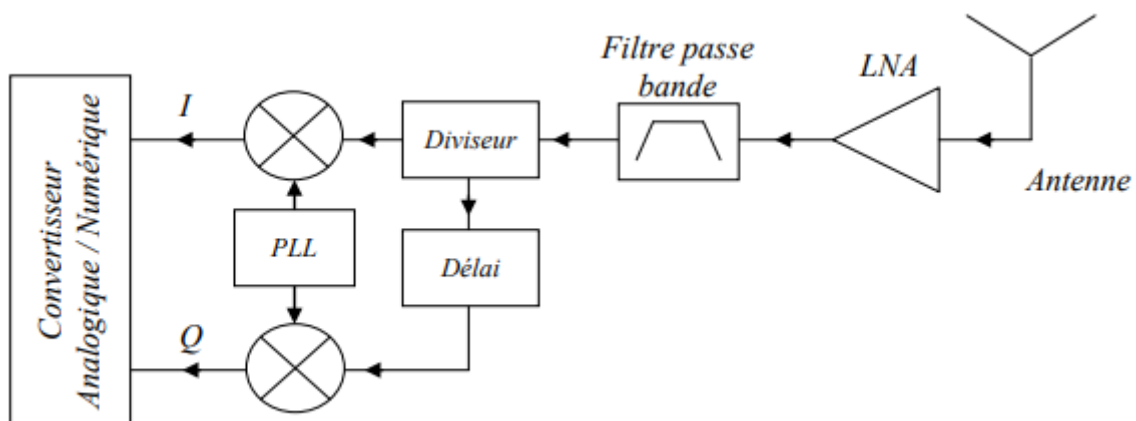 Filtre passe
bande
LNA
Antenne
Diviseur
I
PLL
Délai
Q
Convertisseur
Analogique / Numérique